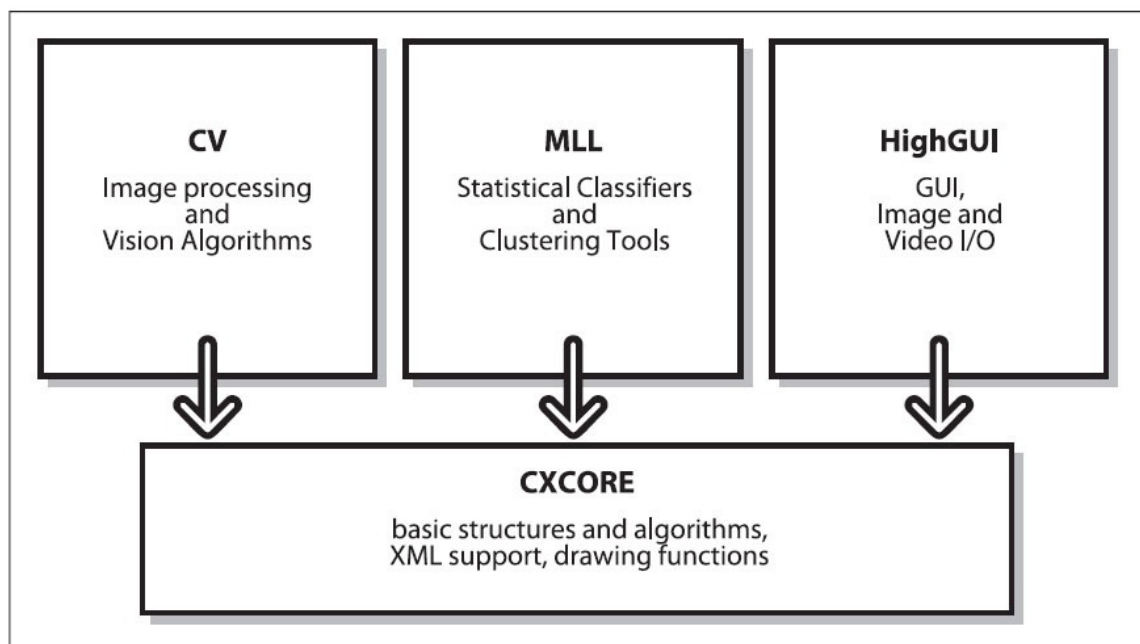 CV
Image processing
and
Vision Algorithms
MLL
Statistical Classifiers
and
Clustering Tools
HighGUI
GUI,
Image and
Video I/O
CXCORE
basic structures and algorithms,
XML support, drawing functions